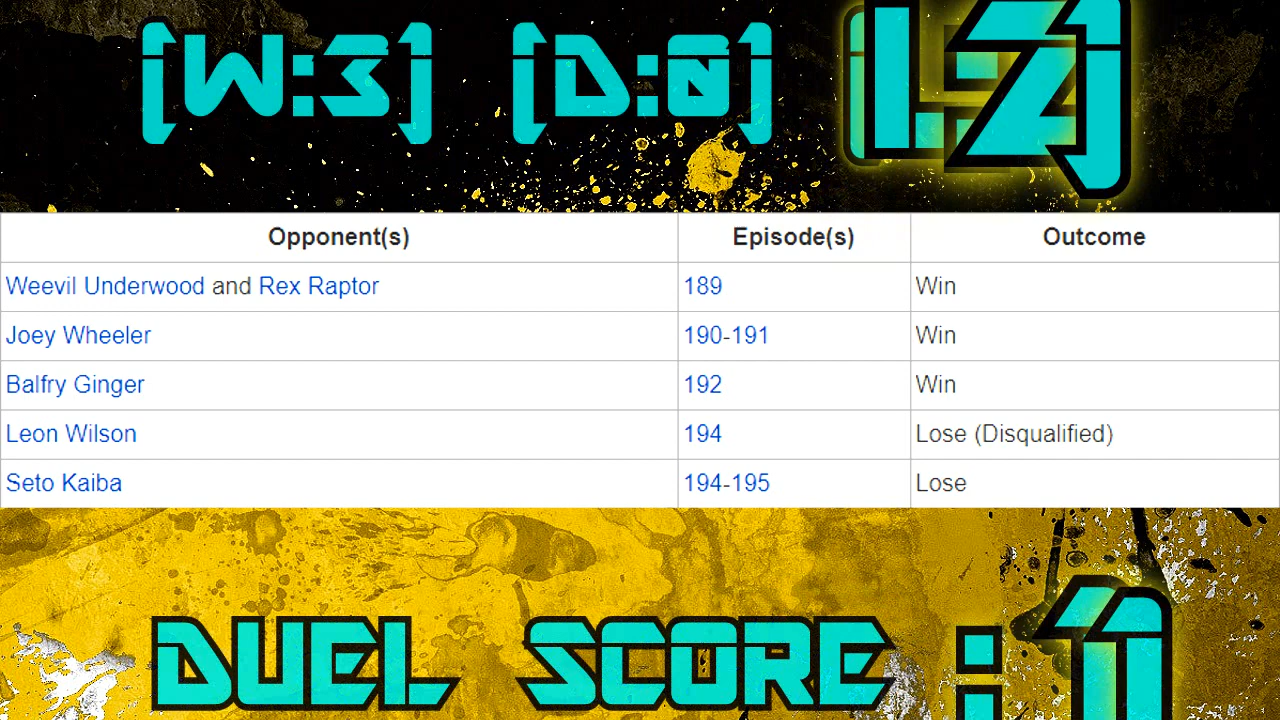 [W:3] [D:0] L:2]
Opponent(s) Episode(s) Outcome
Weevil Underwood and Rex Raptor 189 Win
Joey Wheeler 190-191 Win
Balfry Ginger 192 Win
Leon Wilson 194 Lose (Disqualified)
Seto Kaiba 194-195 Lose
DUEL SCORE : 1